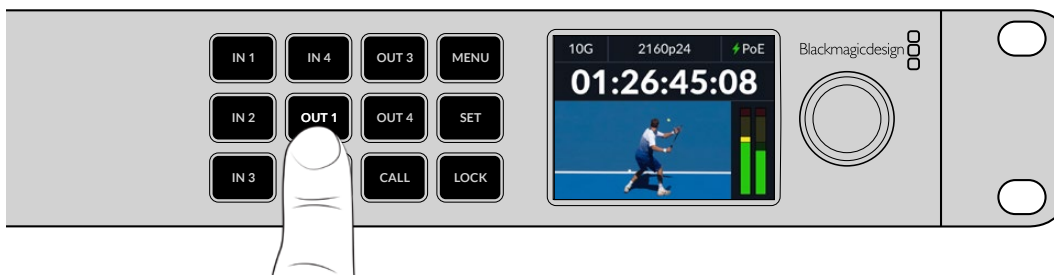 IN 1 IN 4 OUT 3 MENU
IN 2 OUT 1 OUT 4 SET
IN 3 CALL LOCK
10G 2160p24 PoE
01:26:45:08
Blackmagicdesign